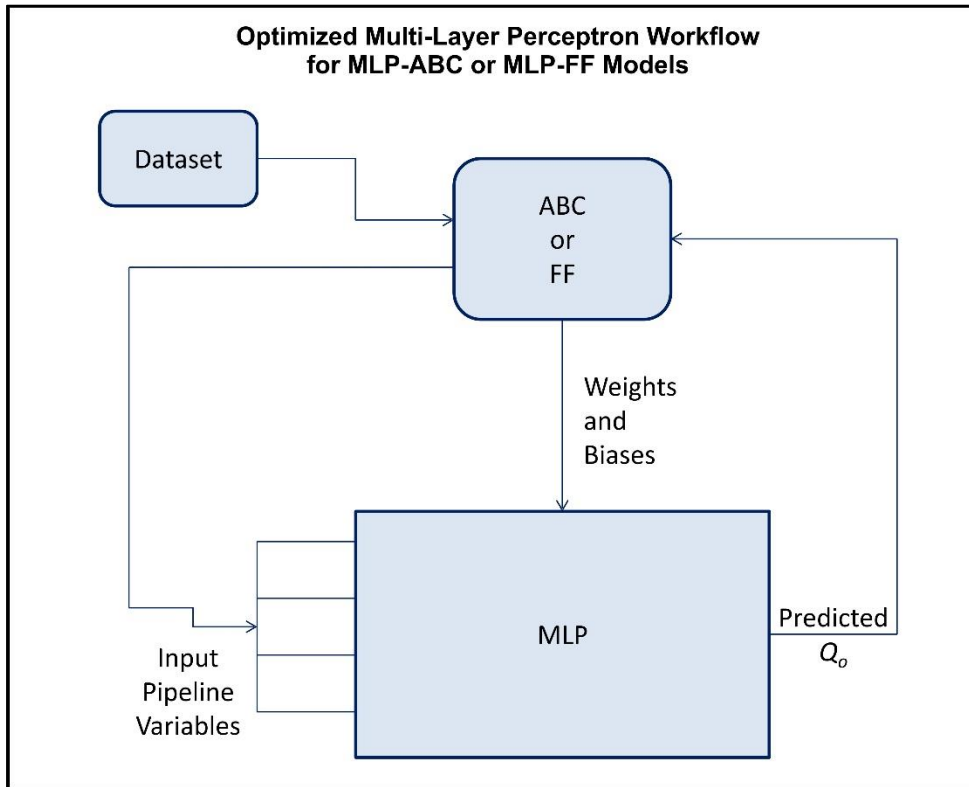 Optimized Multi-Layer Perceptron Workflow
for MLP-ABC or MLP-FF Models
Dataset
ABC
or
FF
Weights
and
Biases
MLP
Predicted
Qₒ
Input
Pipeline
Variables